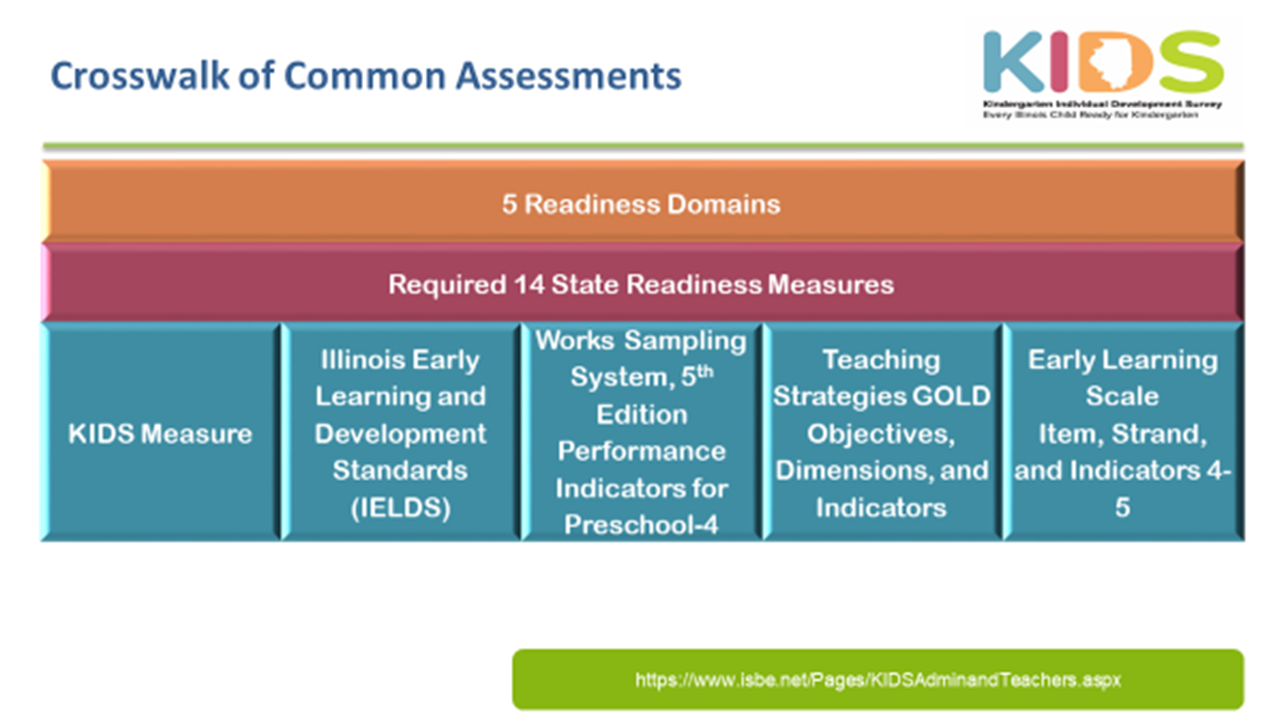 Crosswalk of Common Assessments
KIDS
Kindergarten Individual Development Survey
Every Illinois Child Ready for Kindergarten
5 Readiness Domains
Required 14 State Readiness Measures
KIDS Measure
Illinois Early
Learning and
Development
Standards
(IELDS)
Works Sampling
System, 5th
Edition
Performance
Indicators for
Preschool-4
Teaching
Strategies GOLD
Objectives,
Dimensions, and
Indicators
Early Learning
Scale
Item, Strand,
and Indicators 4-
5
https://www.isbe.net/Pages/KIDSAdminandTeachers.aspx